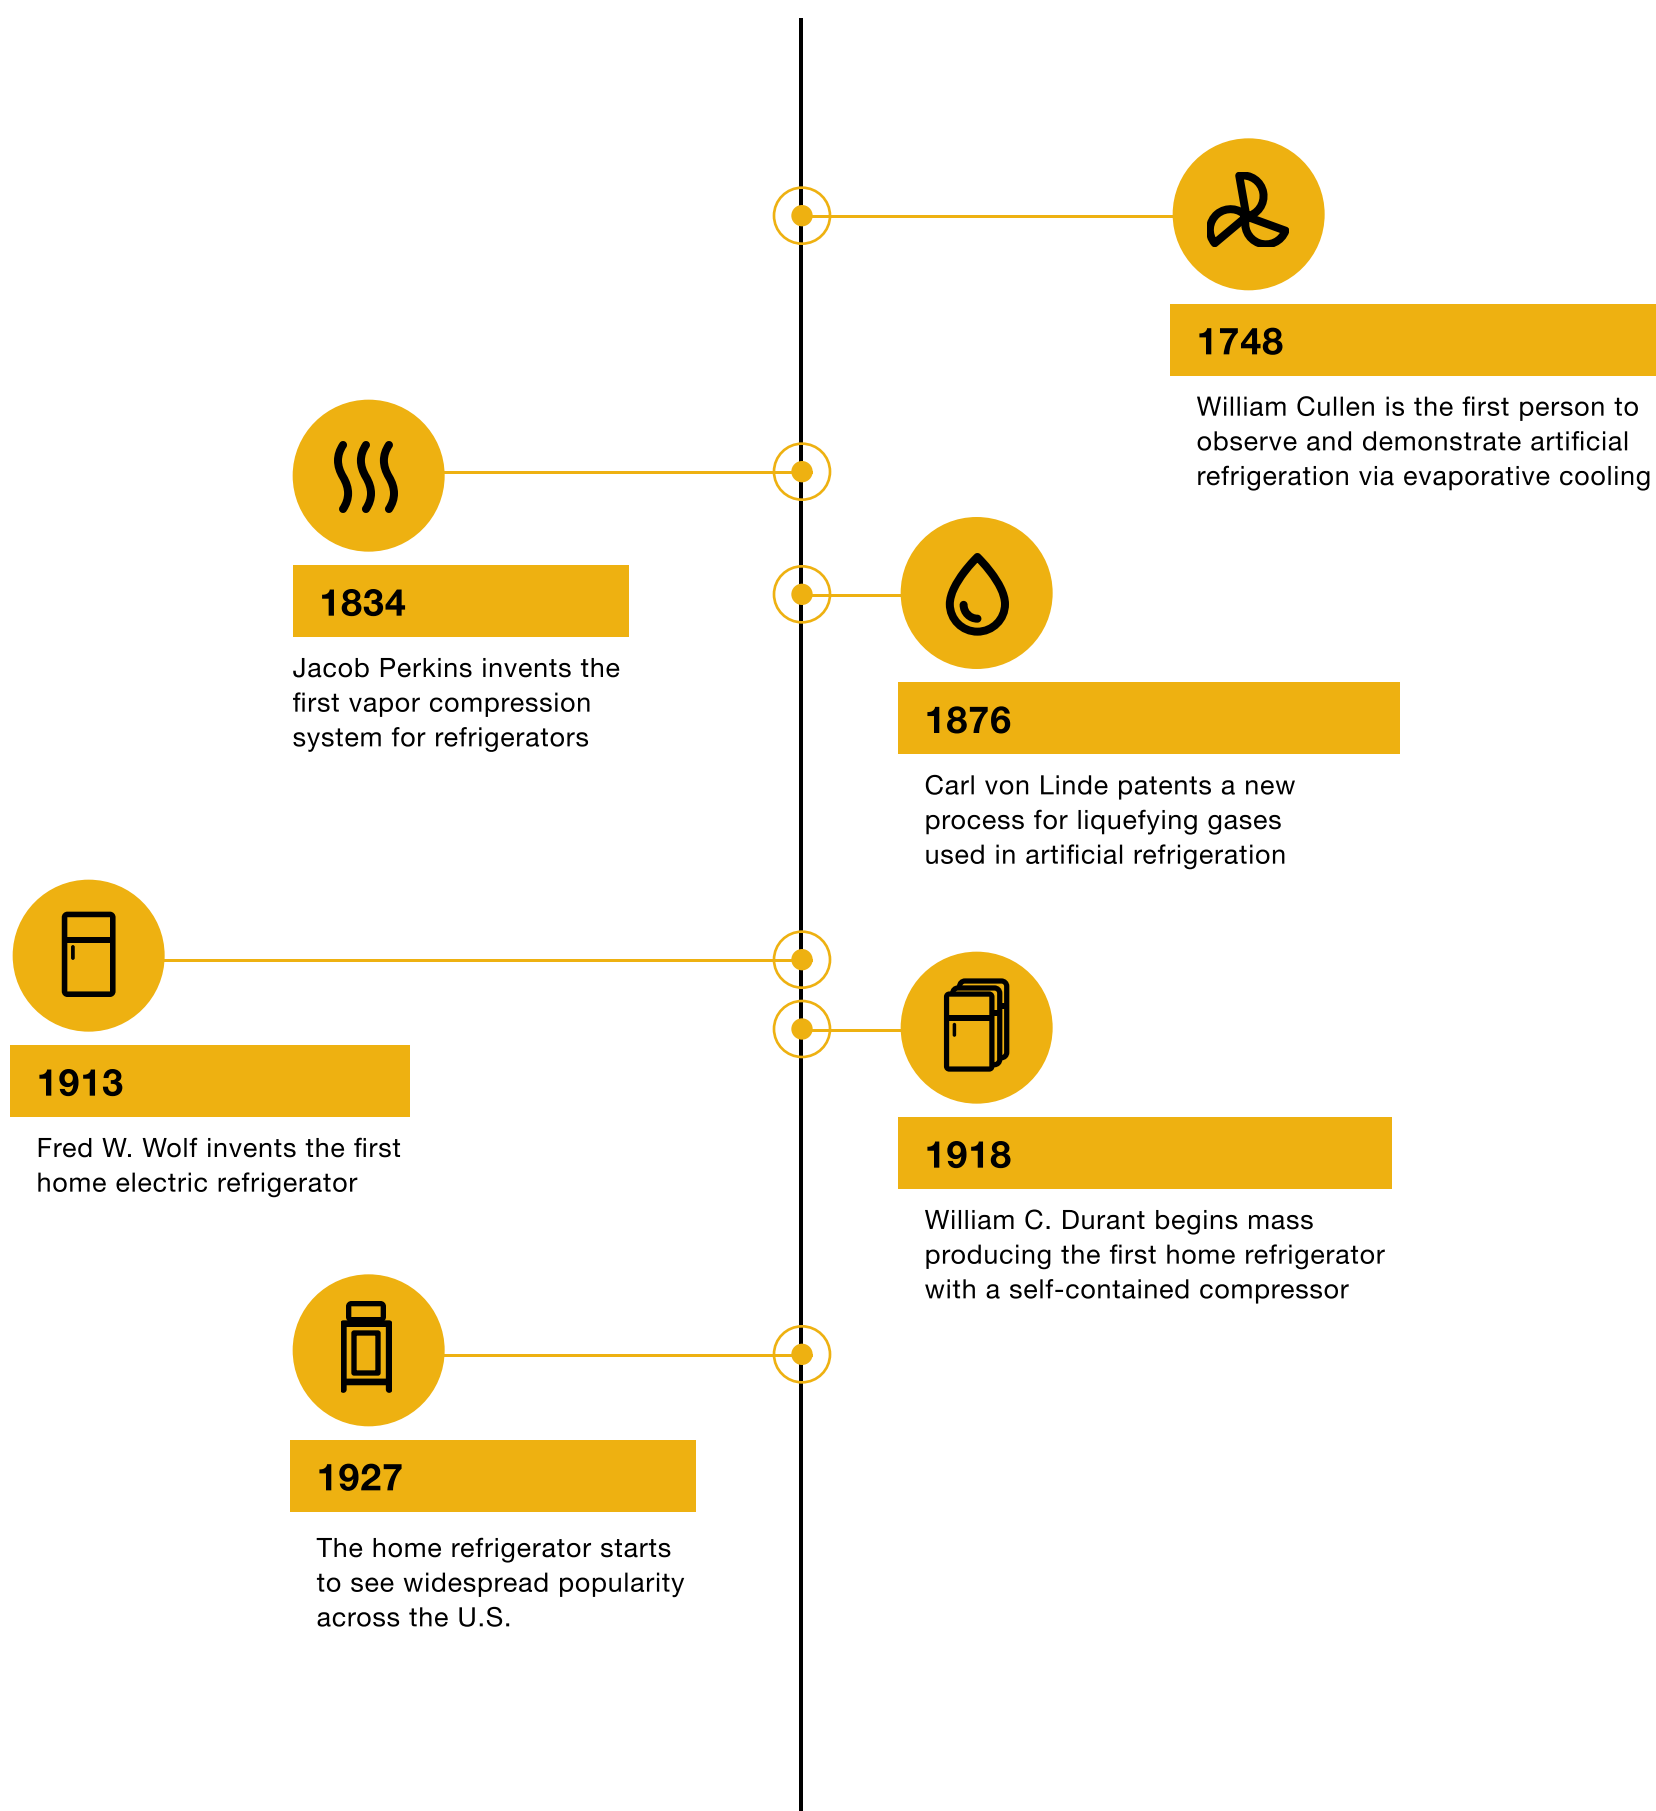 1748
William Cullen is the first person to
observe and demonstrate artificial
refrigeration via evaporative cooling
1834
Jacob Perkins invents the
first vapor compression
system for refrigerators
1876
Carl von Linde patents a new
process for liquefying gases
used in artificial refrigeration
1913
Fred W. Wolf invents the first
home electric refrigerator
1918
William C. Durant begins mass
producing the first home refrigerator
with a self-contained compressor
1927
The home refrigerator starts
to see widespread popularity
across the U.S.